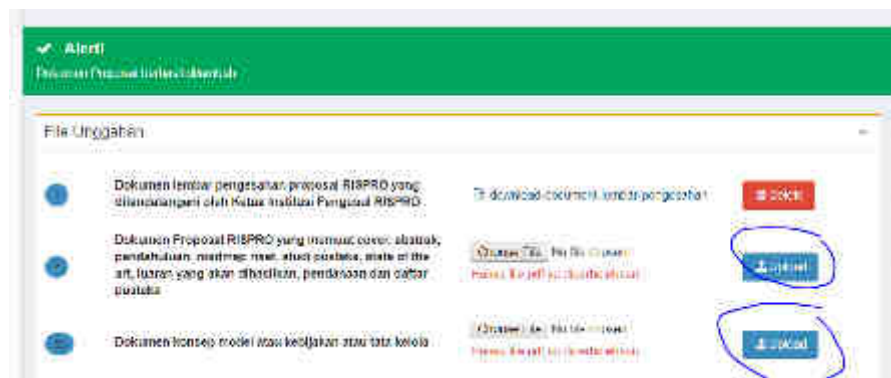 Alert!
Dokumen Proposal berhasil
File Unggahan
Dokumen lembar pengesahan proposal RISPRO yang
ditandatangani oleh Ketua Institusi Pengusul RISPRO
download-document-lembar-pengesahan
Delete
Dokumen Proposal RISPRO yang memuat cover, abstrak,
pendahuluan, roadmap riset, studi pustaka, state of the
art, luaran yang akan dihasilkan, pendanaan dan daftar
pustaka
Choose File No file chosen
Upload
Dokumen konsep model atau kebijakan atau tata kelola
Choose File No file chosen
Upload